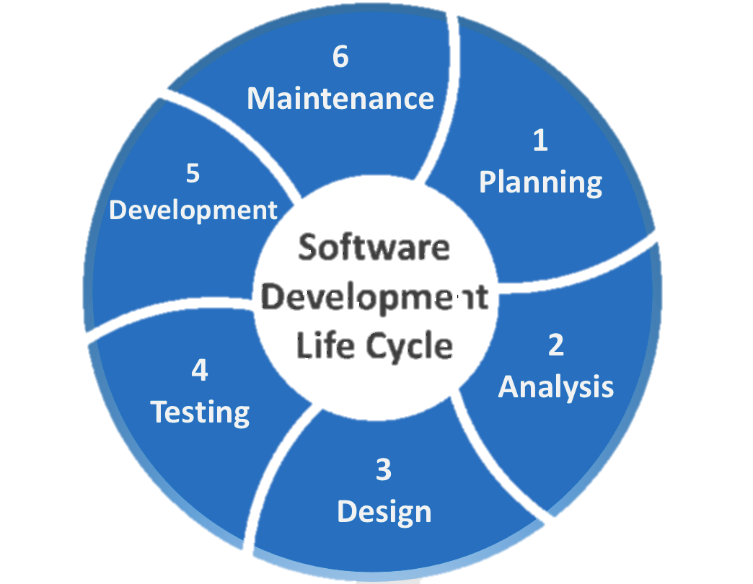 Software
Development
Life Cycle
1
Planning
2
Analysis
3
Design
4
Testing
5
Development
6
Maintenance